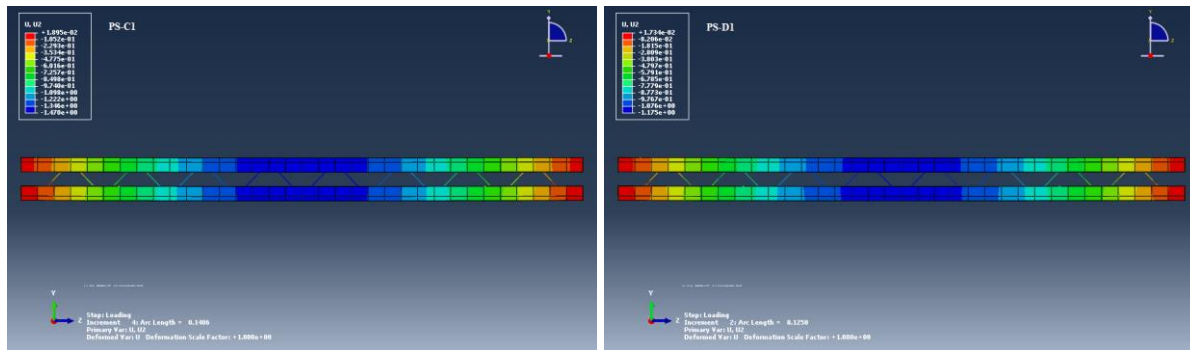 U, U2
+1.895e-02
-1.052e-01
-2.293e-01
-3.534e-01
-4.775e-01
-6.016e-01
-7.257e-01
-8.498e-01
-9.740e-01
-1.098e+00
-1.222e+00
-1.346e+00
-1.470e+00
PS-C1
Y
Z
Y
Z
Step: Loading
Increment 4: Arc Length = 0.1406
Primary Var: U, U2
Deformed Var: U Deformation Scale Factor: +1.000e+00
U, U2
+1.734e-02
-8.206e-02
-1.815e-01
-2.809e-01
-3.803e-01
-4.797e-01
-5.791e-01
-6.785e-01
-7.779e-01
-8.773e-01
-9.767e-01
-1.076e+00
-1.175e+00
PS-D1
Y
Z
Y
Z
Step: Loading
Increment 2: Arc Length = 0.1250
Primary Var: U, U2
Deformed Var: U Deformation Scale Factor: +1.000e+00